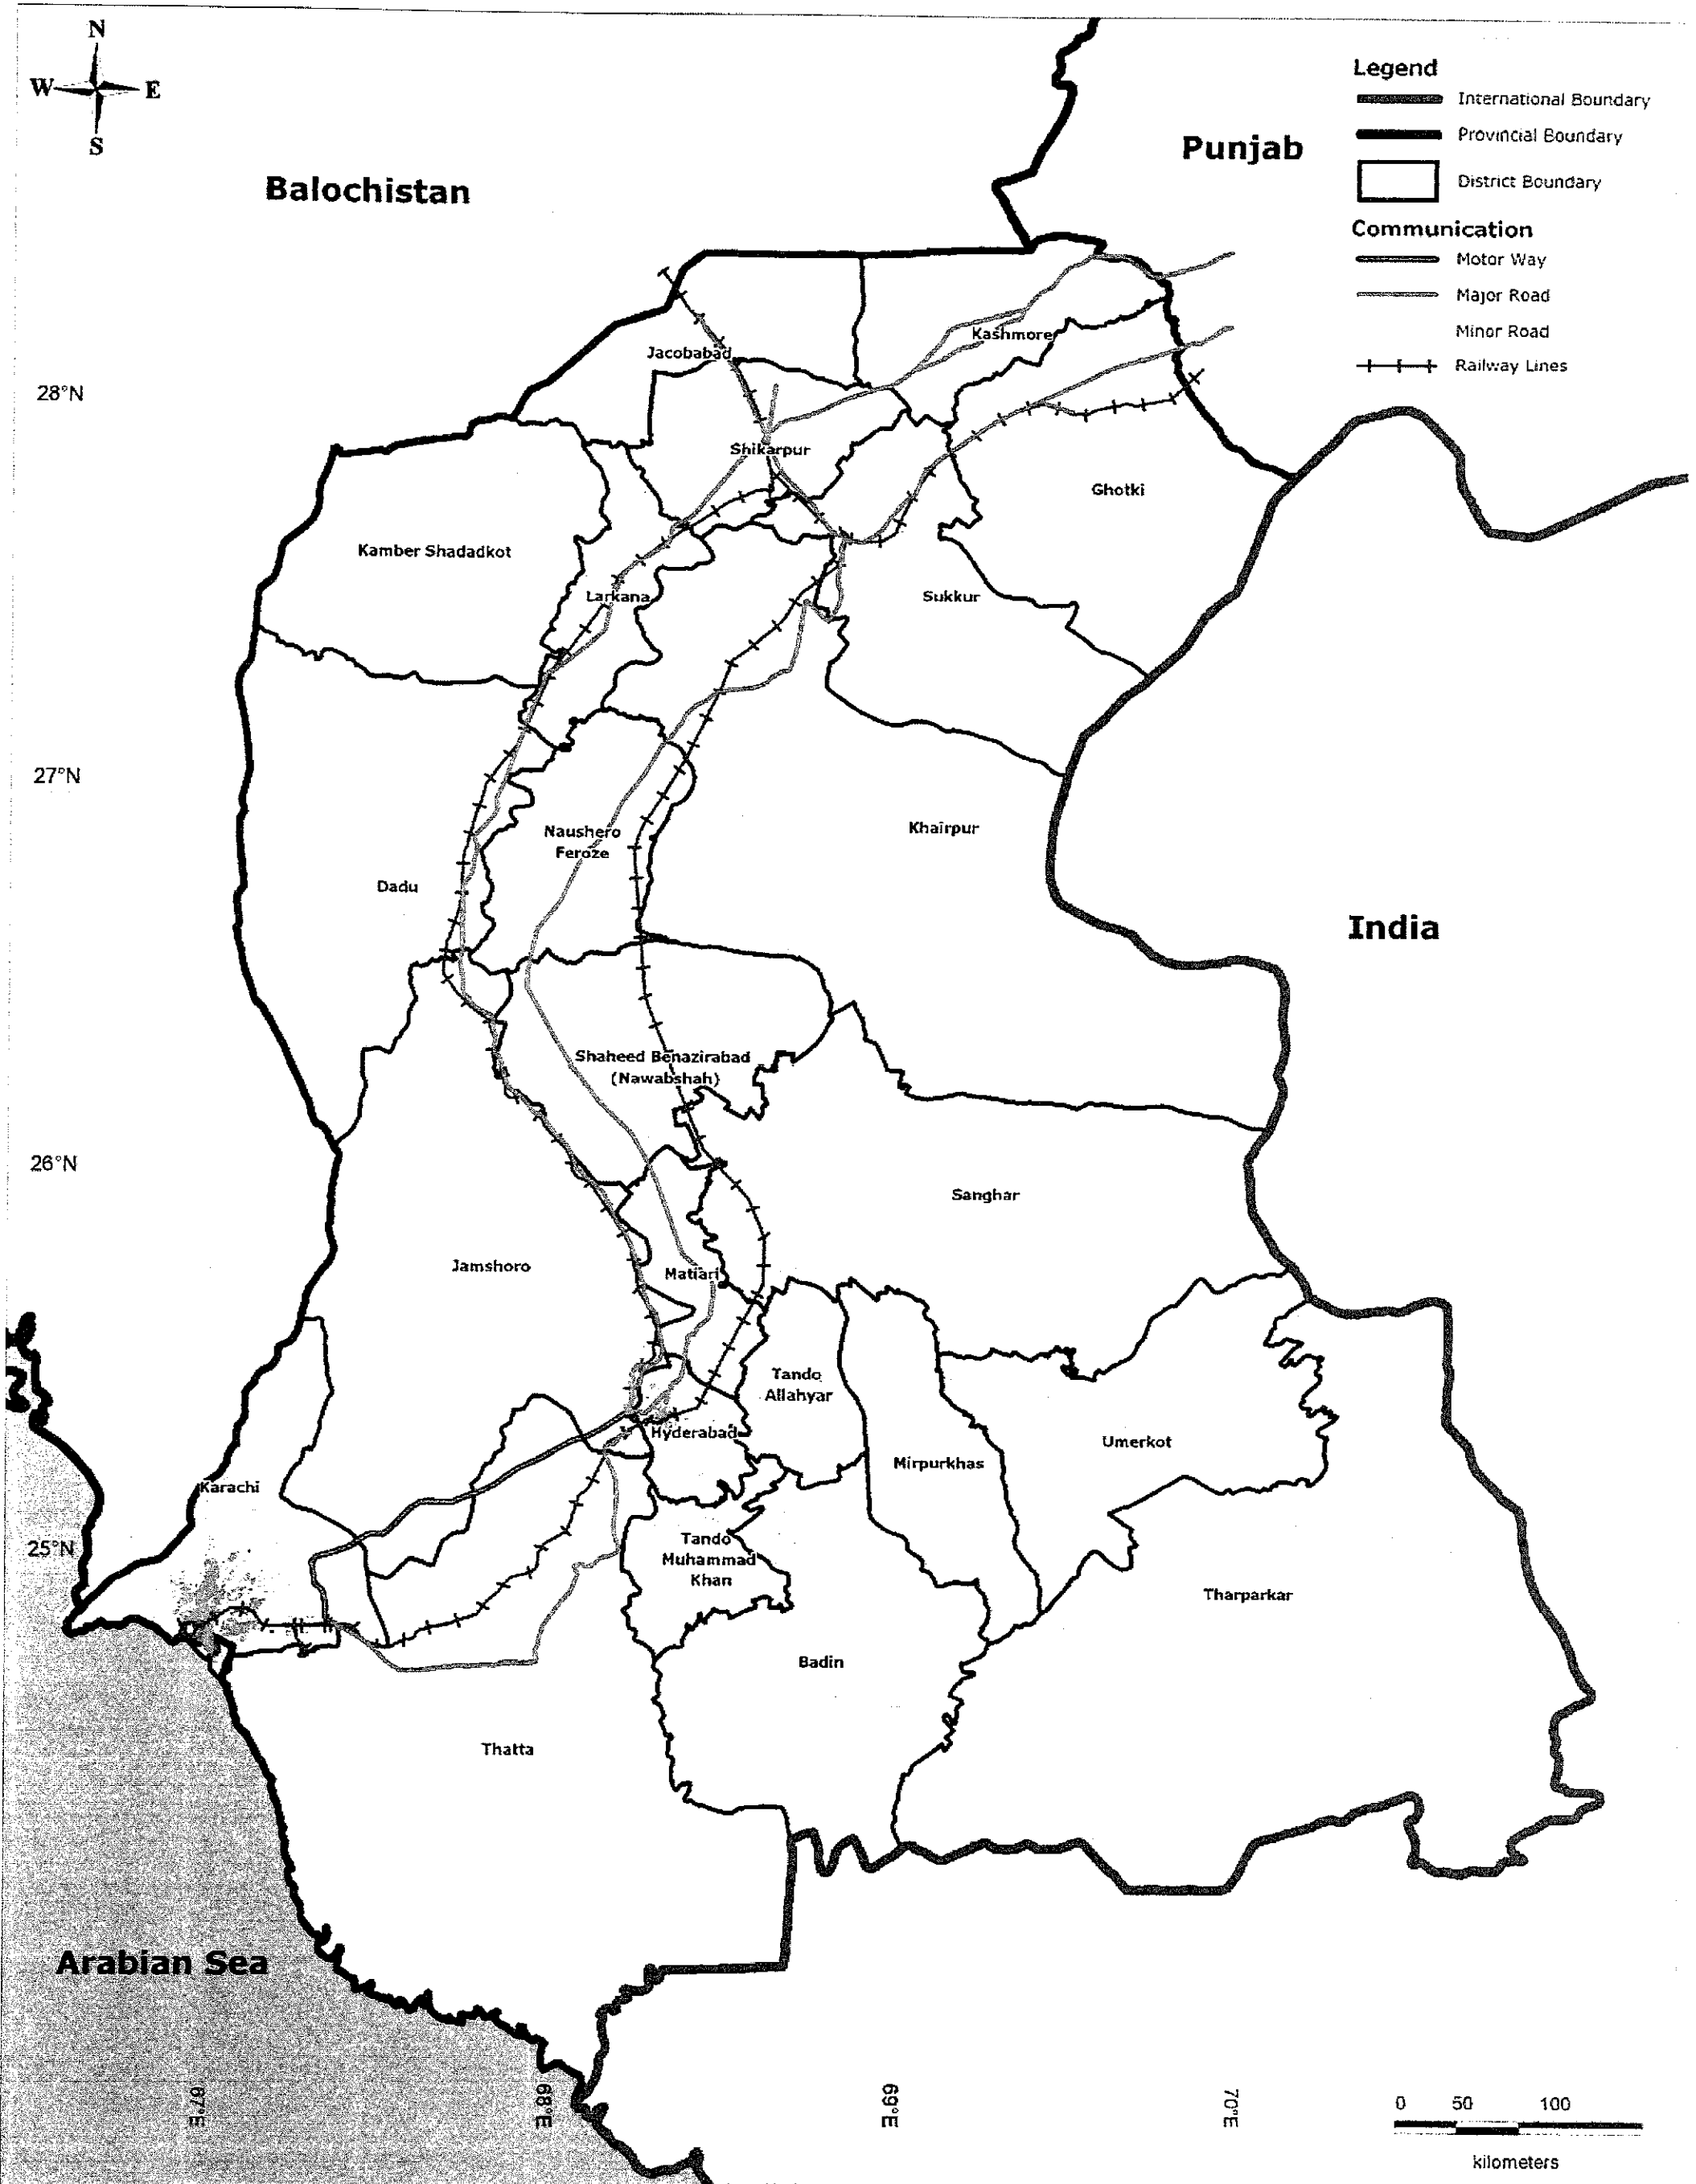 N
W E
S
Legend
International Boundary
Provincial Boundary
District Boundary
Communication
Motor Way
Major Road
Minor Road
Railway Lines
Punjab
Balochistan
28°N
27°N
26°N
25°N
Kashmore
Jacobabad
Shikarpur
Ghotki
Kamber Shadadkot
Larkana
Sukkur
Naushero
Feroze
Khairpur
Dadu
India
Shaheed Benazirabad
(Nawabshah)
Sanghar
Jamshoro
Matiari
Tando
Allahyar
Hyderabad
Umerkot
Mirpurkhas
Karachi
Tando
Muhammad
Khan
Tharparkar
Badin
Thatta
Arabian Sea
67°E
68°E
69°E
70°E
0 50 100
kilometers